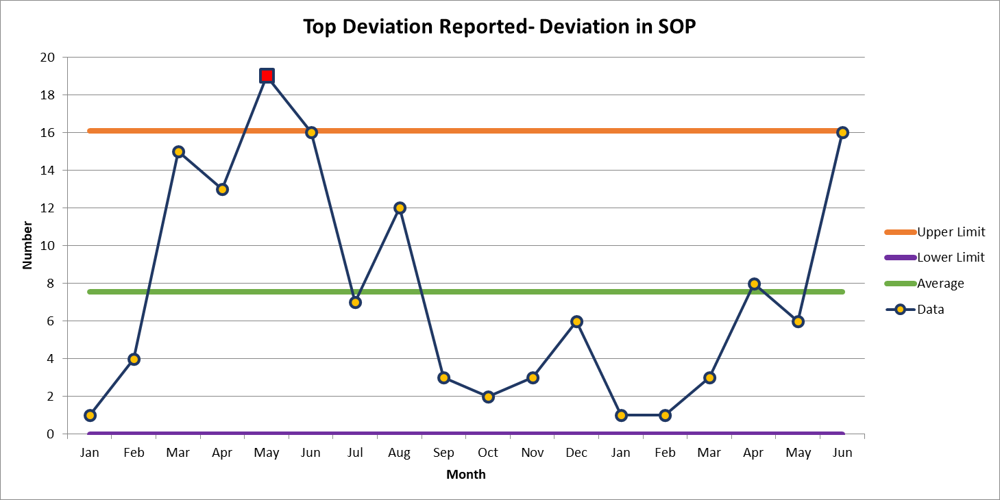 Top Deviation Reported- Deviation in SOP
20
18
16
14
12
10
8
6
4
2
0
Number
Jan Feb Mar Apr May Jun Jul Aug Sep Oct Nov Dec Jan Feb Mar Apr May Jun
Month
Upper Limit
Lower Limit
Average
Data